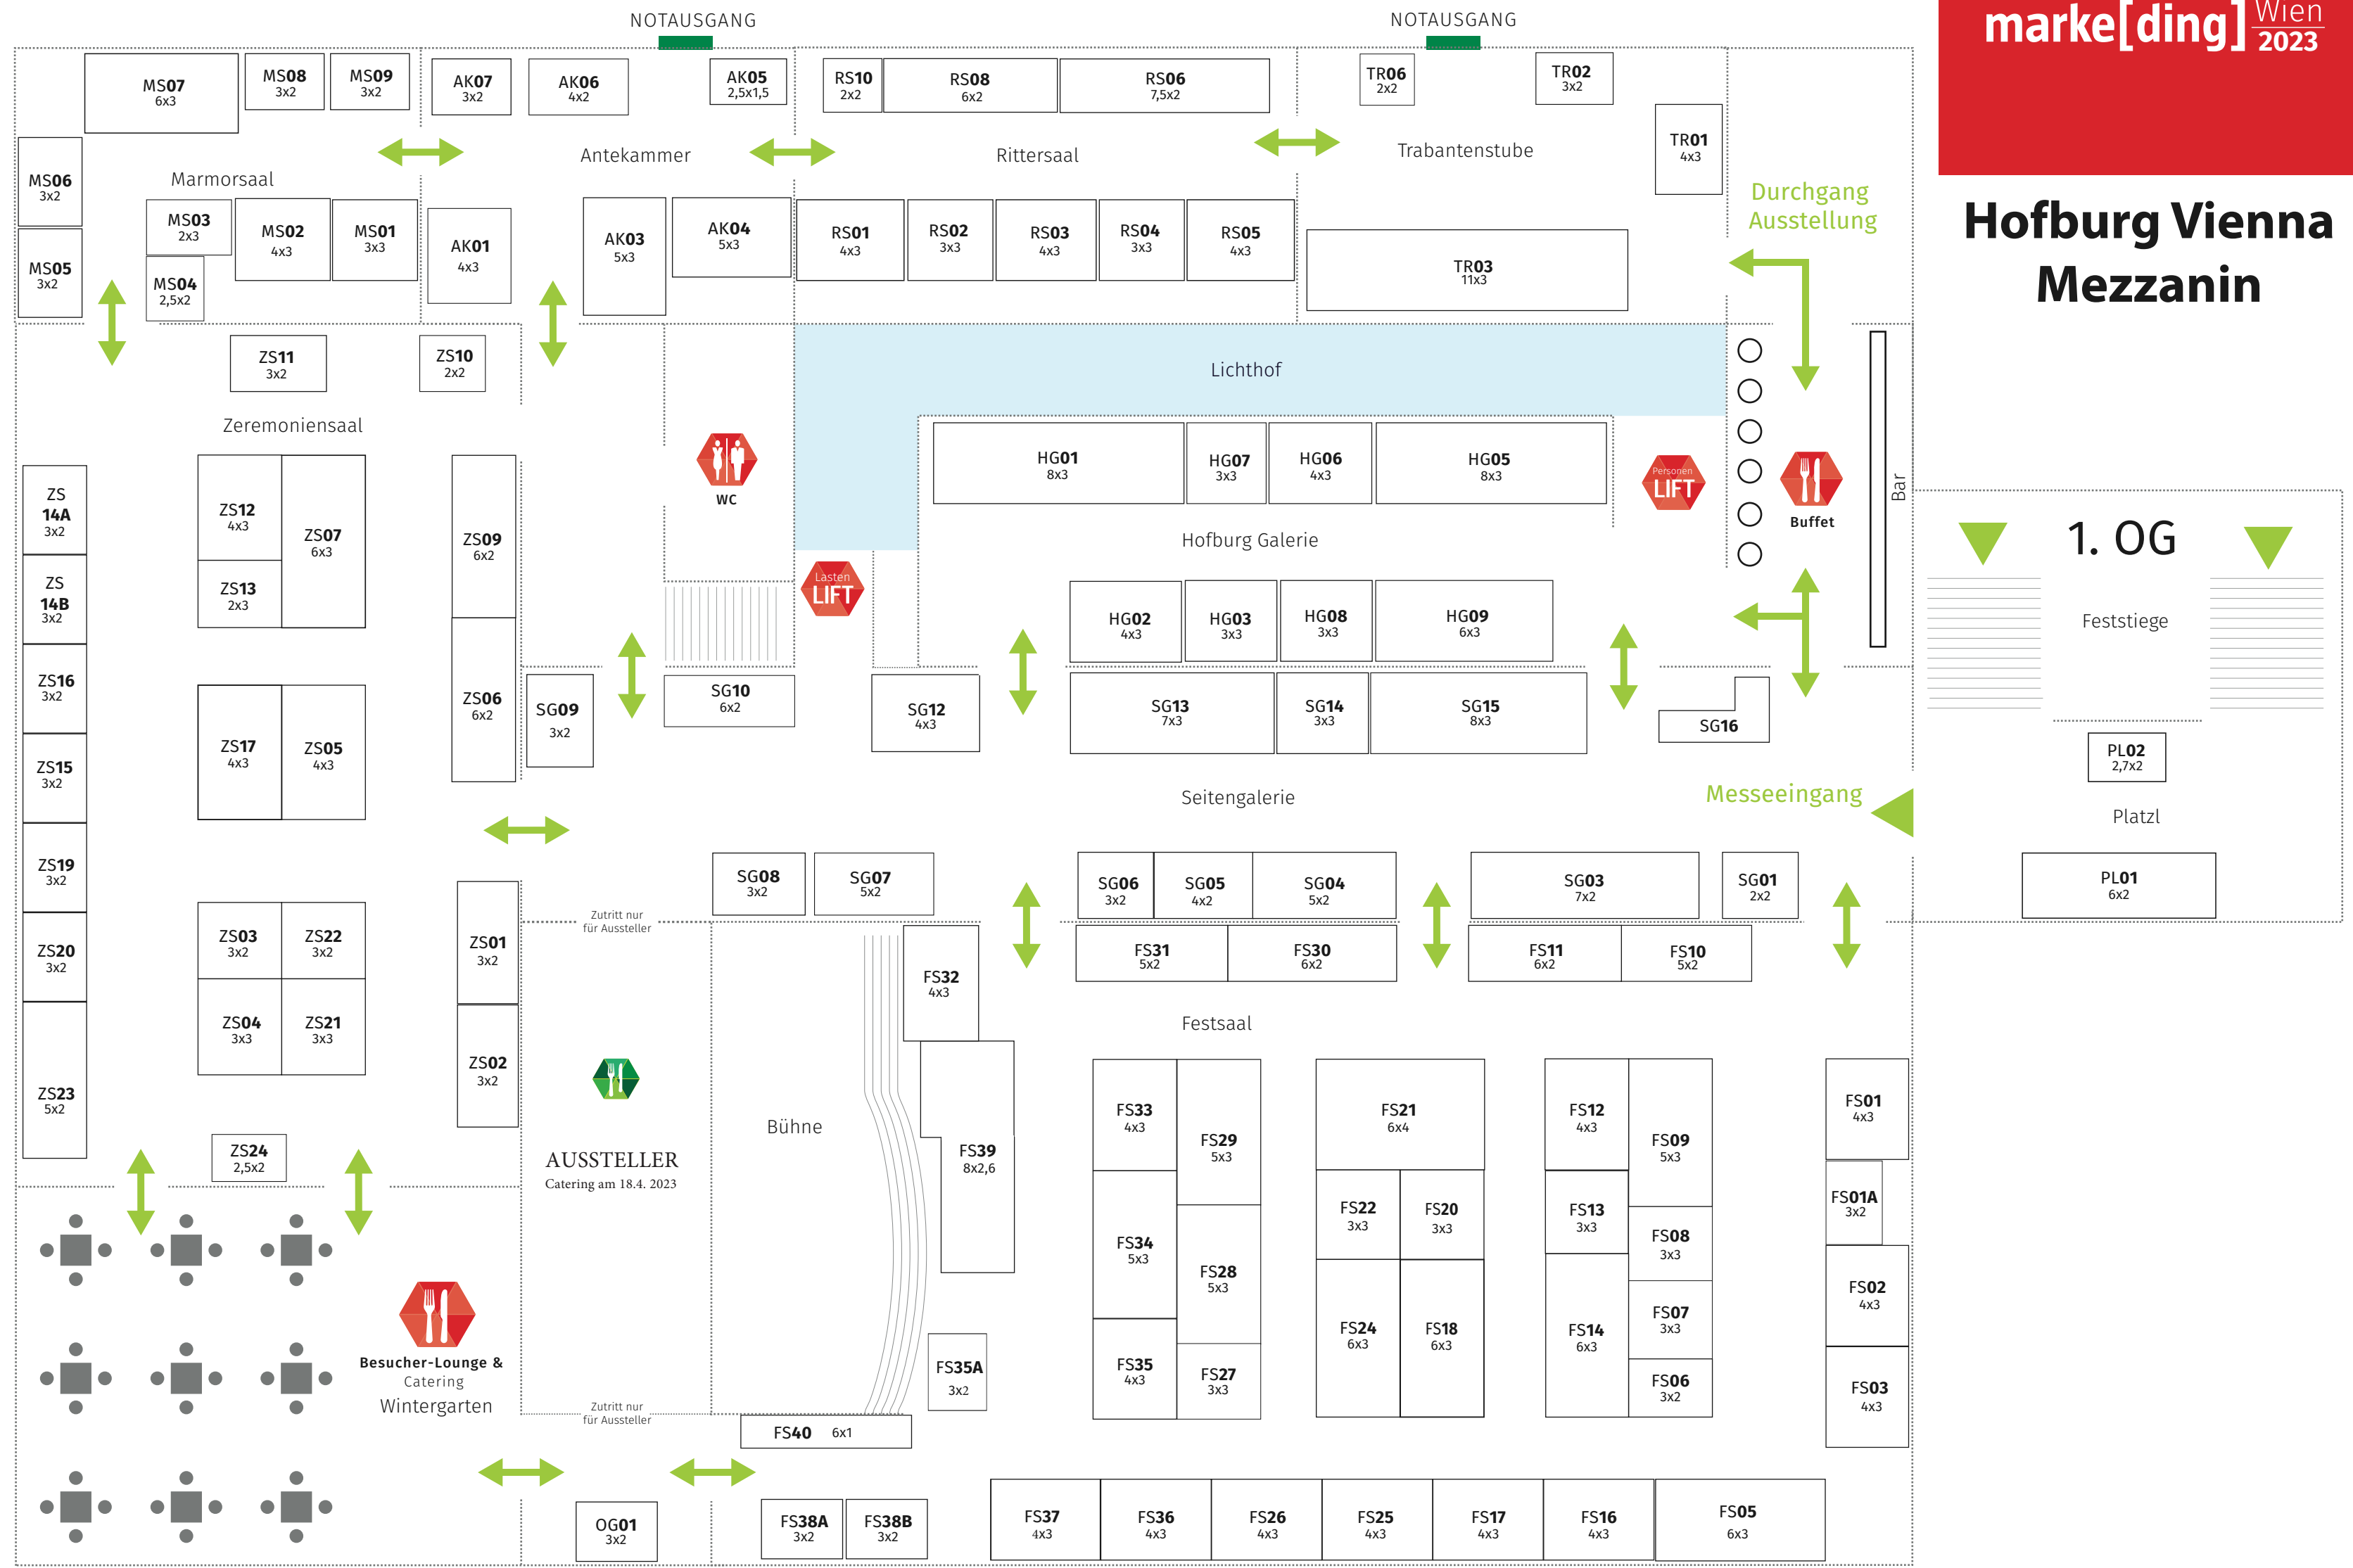 NOTAUSGANG
NOTAUSGANG
marke[ding] Wien 2023
Hofburg Vienna
Mezzanin
MS07
6x3
MS08
3x2
MS09
3x2
AK07
3x2
AK06
4x2
AK05
2,5x1,5
RS10
2x2
RS08
6x2
RS06
7,5x2
TR06
2x2
TR02
3x2
TR01
4x3
MS06
3x2
Marmorsaal
Antekammer
Rittersaal
Trabantenstube
Durchgang
Ausstellung
MS05
3x2
MS03
2x3
MS04
2,5x2
MS02
4x3
MS01
3x3
AK01
4x3
AK03
5x3
AK04
5x3
RS01
4x3
RS02
3x3
RS03
4x3
RS04
3x3
RS05
4x3
TR03
11x3
ZS11
3x2
ZS10
2x2
Lichthof
Zeremoniensaal
ZS
14A
3x2
ZS
14B
3x2
ZS16
3x2
ZS15
3x2
ZS19
3x2
ZS20
3x2
ZS23
5x2
ZS12
4x3
ZS07
6x3
ZS13
2x3
ZS09
6x2
ZS06
6x2
ZS17
4x3
ZS05
4x3
ZS03
3x2
ZS22
3x2
ZS04
3x3
ZS21
3x3
ZS01
3x2
ZS02
3x2
ZS24
2,5x2
WC
Lasten
LIFT
HG01
8x3
HG07
3x3
HG06
4x3
HG05
8x3
Personen
LIFT
Buffet
Bar
Hofburg Galerie
HG02
4x3
HG03
3x3
HG08
3x3
HG09
6x3
1. OG
Feststiege
SG09
3x2
SG10
6x2
SG12
4x3
SG13
7x3
SG14
3x3
SG15
8x3
SG16
PL02
2,7x2
Seitengalerie
Messeeingang
Platzl
PL01
6x2
SG08
3x2
SG07
5x2
SG06
3x2
SG05
4x2
SG04
5x2
SG03
7x2
SG01
2x2
Zutritt nur
für Aussteller
FS32
4x3
FS31
5x2
FS30
6x2
FS11
6x2
FS10
5x2
Festsaal
AUSSTELLER
Catering am 18.4. 2023
Bühne
FS39
8x2,6
FS33
4x3
FS29
5x3
FS34
5x3
FS28
5x3
FS35
4x3
FS27
3x3
FS21
6x4
FS22
3x3
FS20
3x3
FS24
6x3
FS18
6x3
FS12
4x3
FS09
5x3
FS13
3x3
FS08
3x3
FS14
6x3
FS07
3x3
FS06
3x2
FS01
4x3
FS01A
3x2
FS02
4x3
FS03
4x3
FS35A
3x2
Besucher-Lounge &
Catering
Wintergarten
Zutritt nur
für Aussteller
FS40 6x1
OG01
3x2
FS38A
3x2
FS38B
3x2
FS37
4x3
FS36
4x3
FS26
4x3
FS25
4x3
FS17
4x3
FS16
4x3
FS05
6x3